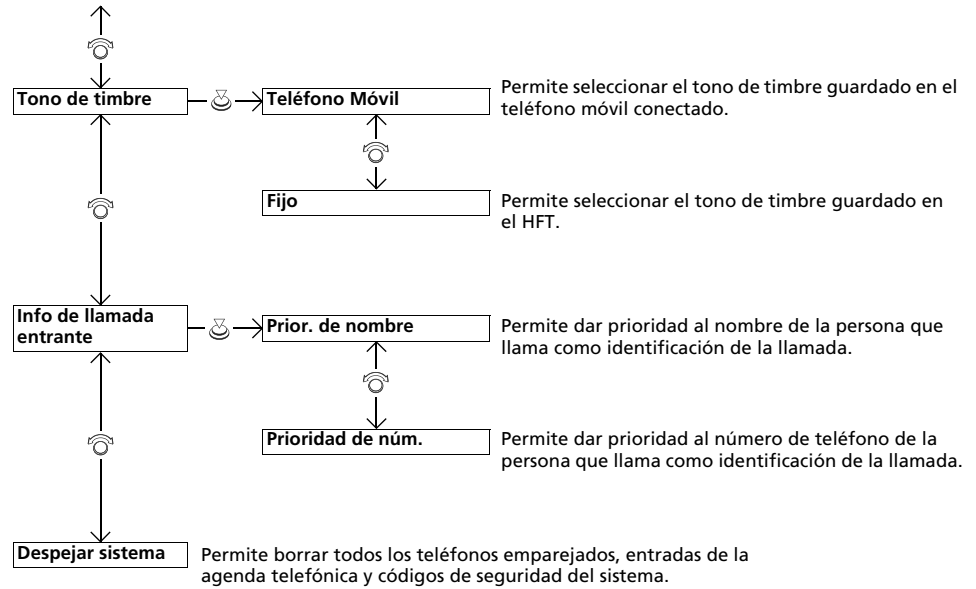 Tono de timbre
Teléfono Móvil
Permite seleccionar el tono de timbre guardado en el
teléfono móvil conectado.
Fijo
Permite seleccionar el tono de timbre guardado en
el HFT.
Info de llamada
entrante
Prior. de nombre
Permite dar prioridad al nombre de la persona que
llama como identificación de la llamada.
Prioridad de núm.
Permite dar prioridad al número de teléfono de la
persona que llama como identificación de la llamada.
Despejar sistema
Permite borrar todos los teléfonos emparejados, entradas de la
agenda telefónica y códigos de seguridad del sistema.